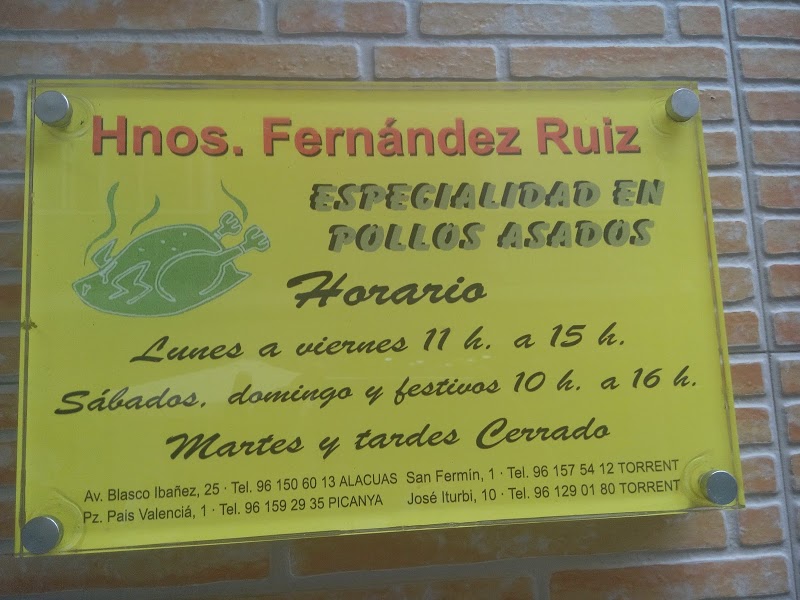 Hnos. Fernández Ruiz
ESPECIALIDAD EN
POLLOS ASADOS
Horario
Lunes a viernes 11 h. a 15 h.
Sábados, domingo y festivos 10 h. a 16 h.
Martes y tardes Cerrado
Av. Blasco Ibañez, 25 · Tel. 96 150 60 13 ALACUAS San Fermín, 1 · Tel. 96 157 54 12 TORRENT
Pz. Pais Valenciá, 1 · Tel. 96 159 29 35 PICANYA José Iturbi, 10 · Tel. 96 129 01 80 TORRENT